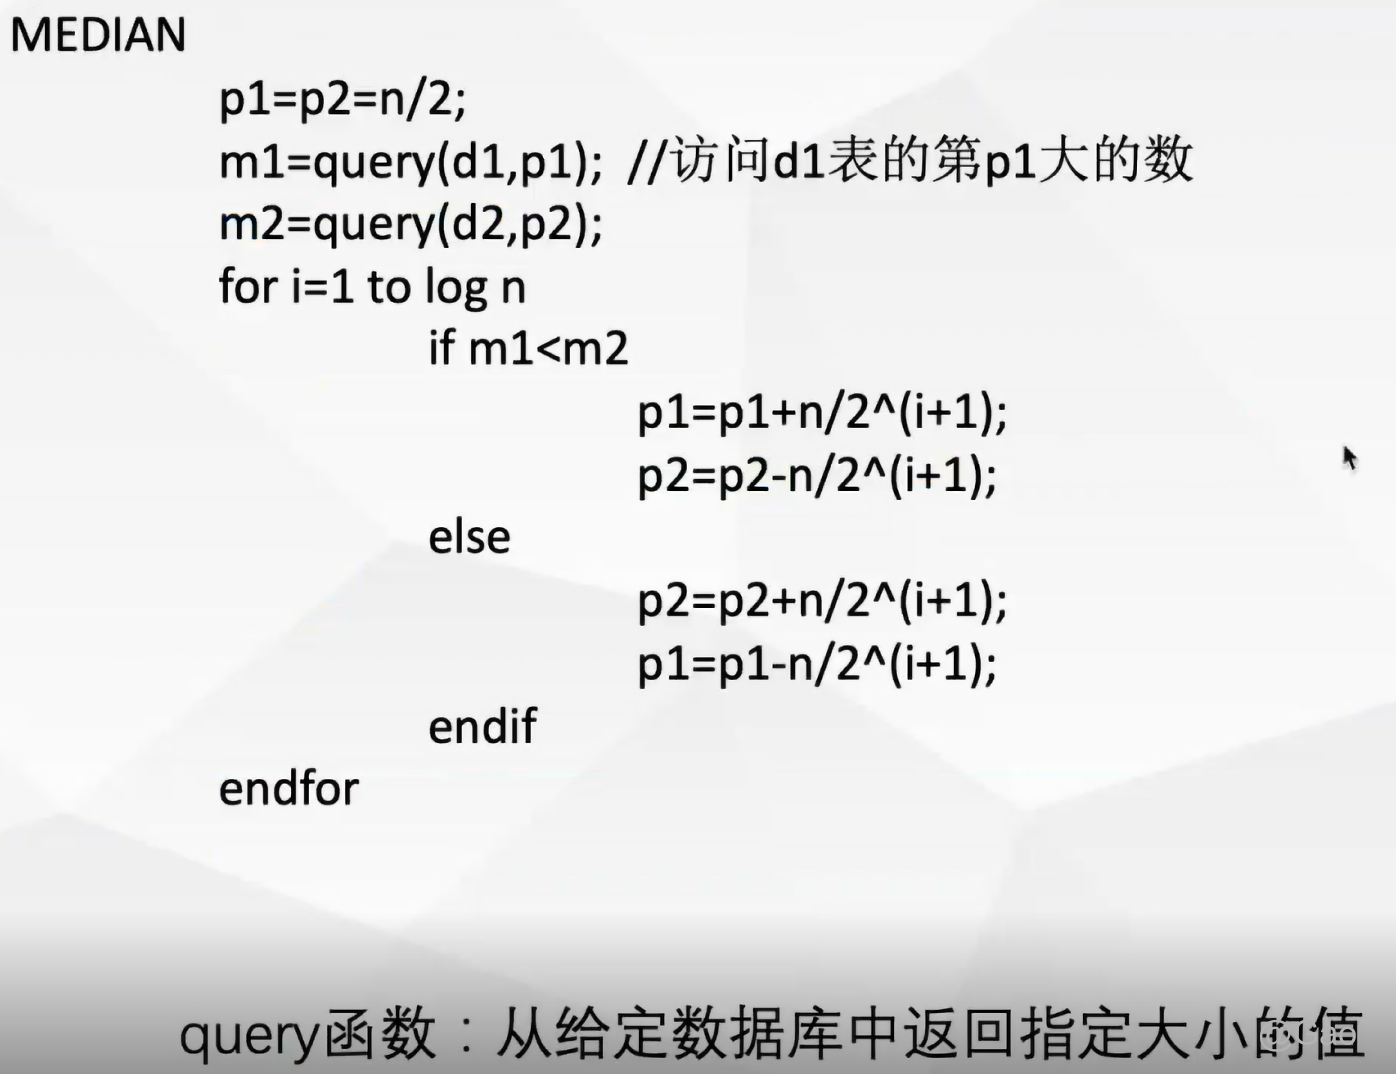 MEDIAN
p1=p2=n/2;
m1=query(d1,p1); //访问d1表的第p1大的数
m2=query(d2,p2);
for i=1 to log n
if m1<m2
p1=p1+n/2^(i+1);
p2=p2-n/2^(i+1);
else
p2=p2+n/2^(i+1);
p1=p1-n/2^(i+1);
endif
endfor
query函数：从给定数据库中返回指定大小的值